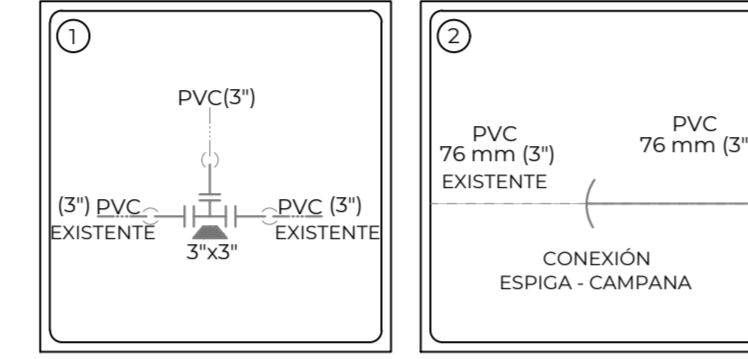 1
PVC(3")
(3") PVC
EXISTENTE
PVC (3")
EXISTENTE
3"x3"
2
PVC
76 mm (3")
EXISTENTE
PVC
76 mm (3"
CONEXIÓN
ESPIGA - CAMPANA